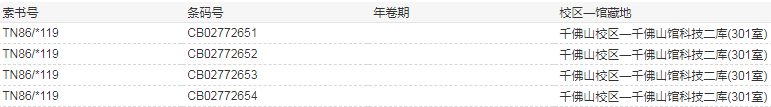 索书号 条码号 年卷期 校区—馆藏地
TN86/*119 CB02772651 千佛山校区—千佛山馆科技二库(301室)
TN86/*119 CB02772652 千佛山校区—千佛山馆科技二库(301室)
TN86/*119 CB02772653 千佛山校区—千佛山馆科技二库(301室)
TN86/*119 CB02772654 千佛山校区—千佛山馆科技二库(301室)